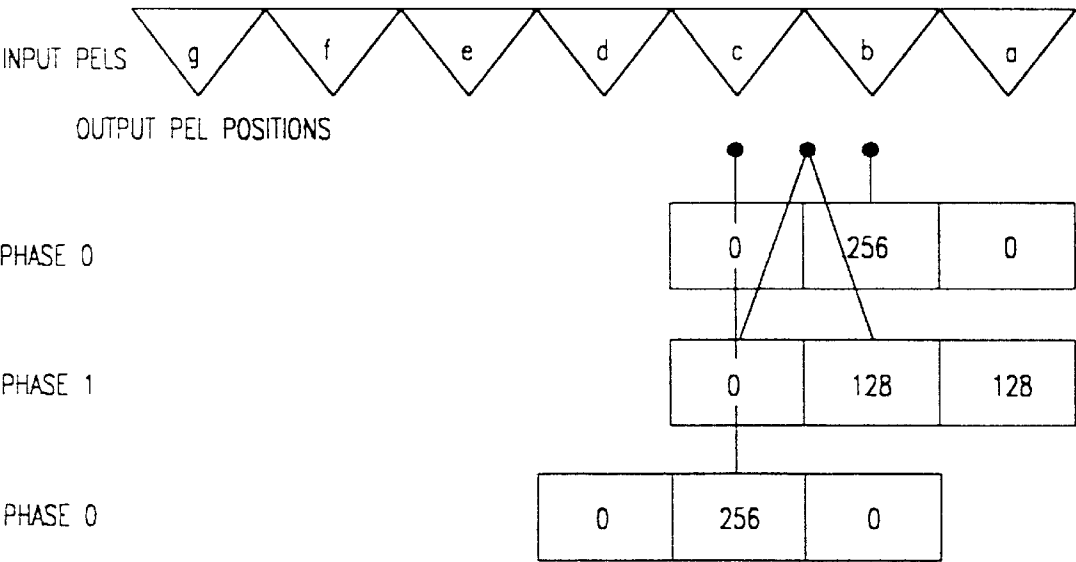 INPUT PELS g f e d c b a
OUTPUT PEL POSITIONS
PHASE 0 0 256 0
PHASE 1 0 128 128
PHASE 0 0 256 0